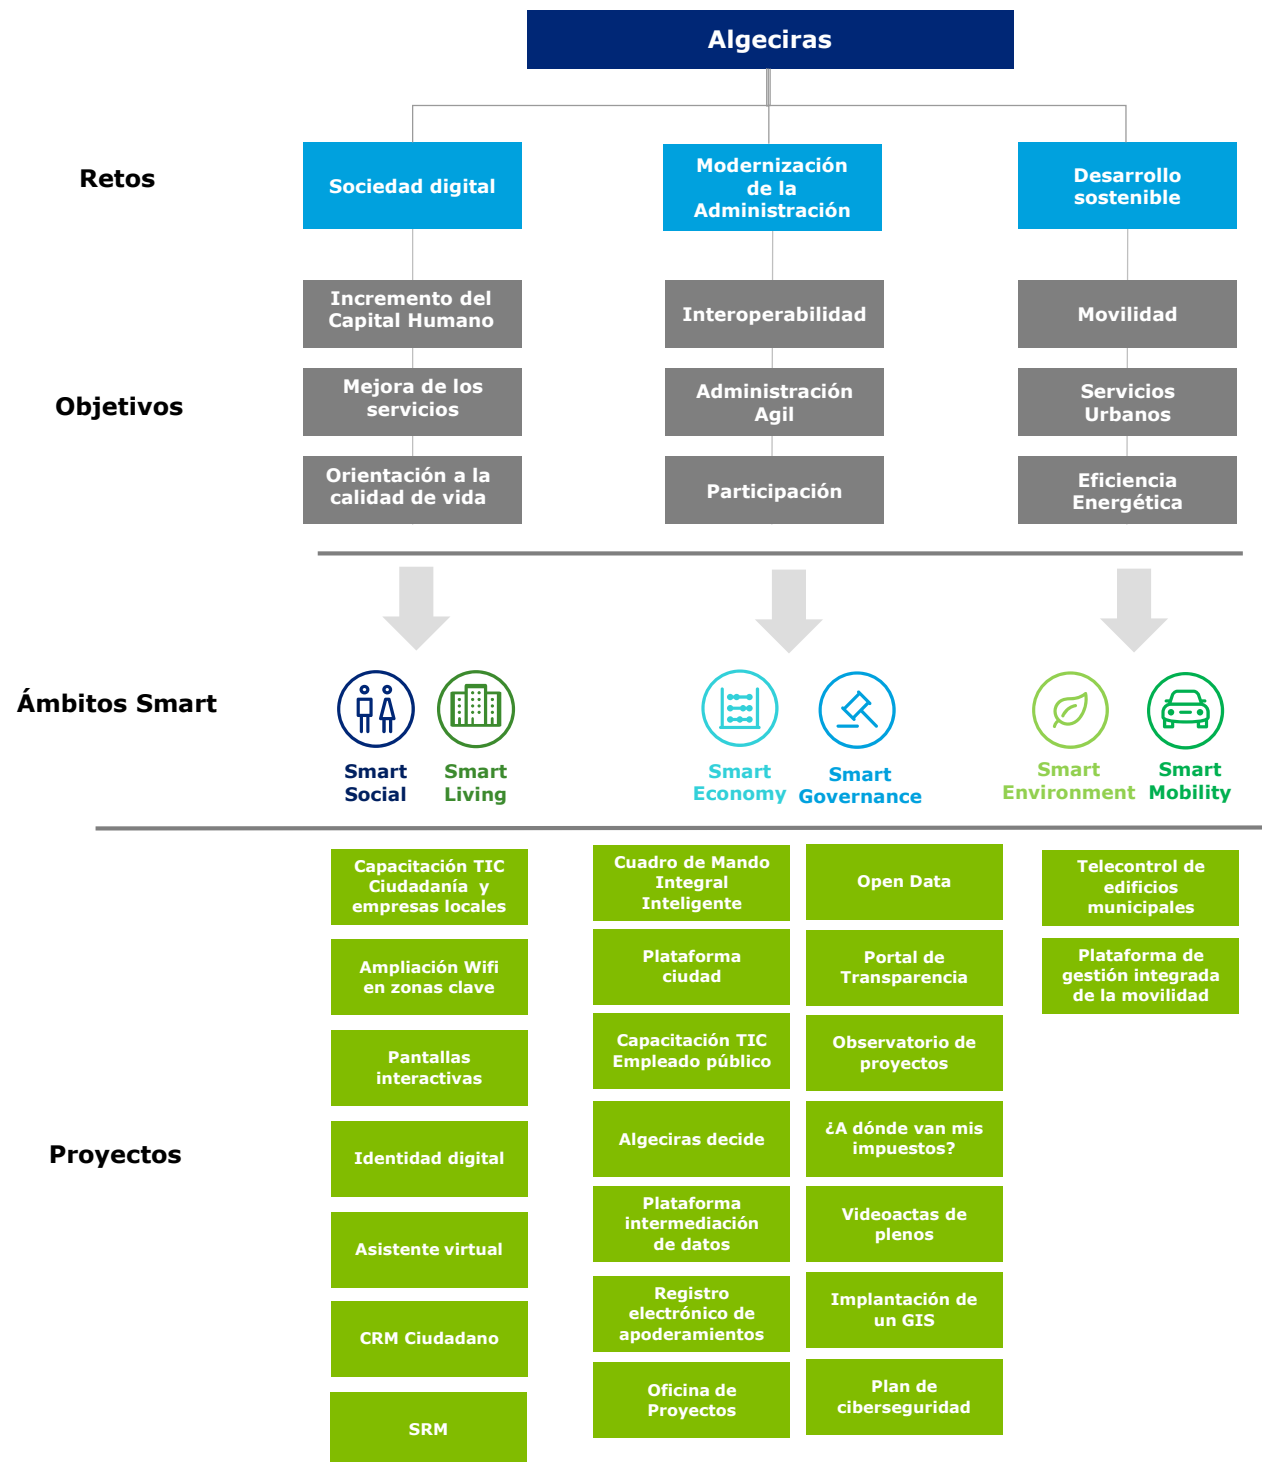 Algeciras
Retos
Sociedad digital
Modernización
de la
Administración
Desarrollo
sostenible
Objetivos
Incremento del
Capital Humano
Interoperabilidad
Movilidad
Mejora de los
servicios
Administración
Agil
Servicios
Urbanos
Orientación a la
calidad de vida
Participación
Eficiencia
Energética
Ámbitos Smart
Smart
Social
Smart
Living
Smart
Economy
Smart
Governance
Smart
Environment
Smart
Mobility
Proyectos
Capacitación TIC
Ciudadanía y
empresas locales
Ampliación Wifi
en zonas clave
Pantallas
interactivas
Identidad digital
Asistente virtual
CRM Ciudadano
SRM
Cuadro de Mando
Integral
Inteligente
Plataforma
ciudad
Capacitación TIC
Empleado público
Algeciras decide
Plataforma
intermediación
de datos
Registro
electrónico de
apoderamientos
Oficina de
Proyectos
Open Data
Portal de
Transparencia
Observatorio de
proyectos
¿A dónde van mis
impuestos?
Videoactas de
plenos
Implantación de
un GIS
Plan de
ciberseguridad
Telecontrol de
edificios
municipales
Plataforma de
gestión integrada
de la movilidad